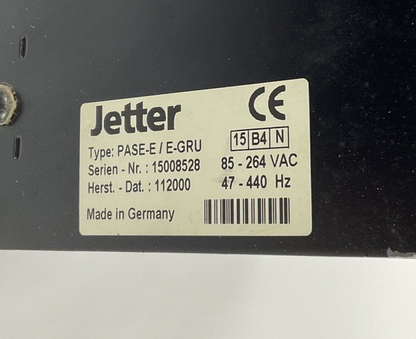 Jetter CE
Type: PASE-E / E-GRU 15 B4 N
Serien - Nr. : 15008528 85 - 264 VAC
Herst. - Dat. : 112000 47 - 440 Hz
Made in Germany